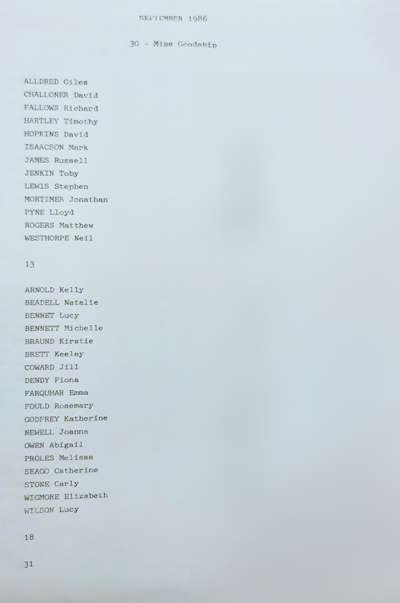 SEPTEMBER 1986
30 - Miss Goodship
ALLDRED Giles
CHALLONER David
FALLOWS Richard
HARTLEY Timothy
HOPKINS David
ISAACSON Mark
JAMES Russell
JENKIN Toby
LEWIS Stephen
MORTIMER Jonathan
PYNE Lloyd
ROGERS Matthew
WESTHORPE Neil
13
ARNOLD Kelly
BEADELL Natalie
BENNET Lucy
BENNETT Michelle
BRAUND Kirstie
BRETT Keeley
COWARD Jill
DENDY Fiona
FARQUHAR Emma
FOULD Rosemary
GODFREY Katherine
NEWELL Joanna
OWEN Abigail
PROLES Melissa
SEAGO Catherine
STONE Carly
WIGMORE Elizabeth
WILSON Lucy
18
31